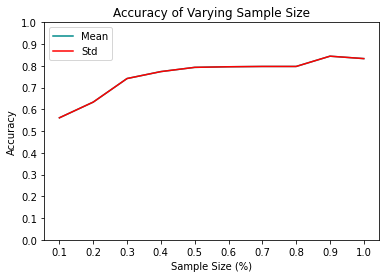 Accuracy of Varying Sample Size
Mean
Std
Accuracy
1.0
0.9
0.8
0.7
0.6
0.5
0.4
0.3
0.2
0.1
0.0
0.1 0.2 0.3 0.4 0.5 0.6 0.7 0.8 0.9 1.0
Sample Size (%)